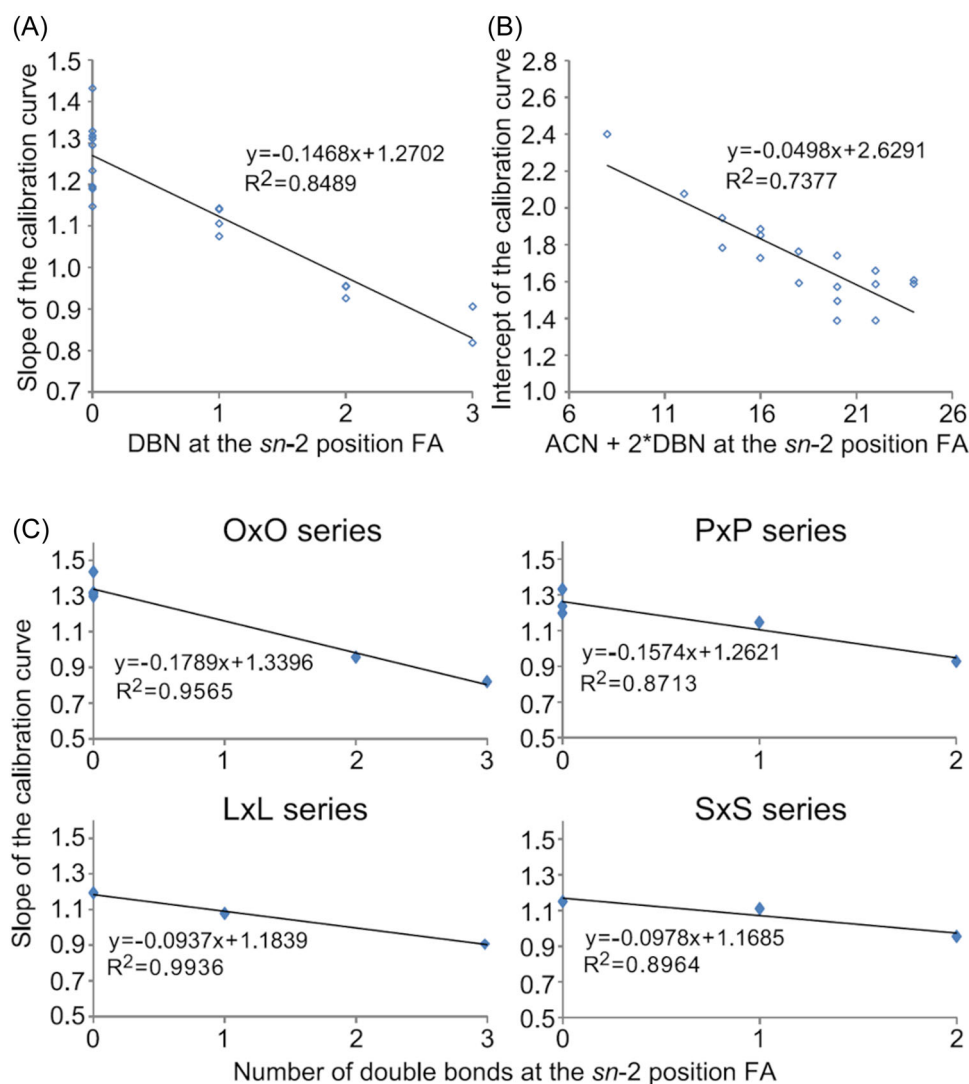 (A)
Slope of the calibration curve
1.5
1.4
1.3
1.2
1.1
1.0
0.9
0.8
0.7
y=-0.1468x+1.2702
R²=0.8489
0 1 2 3
DBN at the sn-2 position FA
(B)
Intercept of the calibration curve
2.8
2.6
2.4
2.2
2.0
1.8
1.6
1.4
1.2
1.0
y=-0.0498x+2.6291
R²=0.7377
6 11 16 21 26
ACN + 2*DBN at the sn-2 position FA
(C)
Slope of the calibration curve
OxO series
1.5
1.3
1.1
0.9
0.7
0.5
y=-0.1789x+1.3396
R²=0.9565
0 1 2 3
PxP series
1.5
1.3
1.1
0.9
0.7
0.5
y=-0.1574x+1.2621
R²=0.8713
0 1 2
LxL series
1.5
1.3
1.1
0.9
0.7
0.5
y=-0.0937x+1.1839
R²=0.9936
0 1 2 3
SxS series
1.5
1.3
1.1
0.9
0.7
0.5
y=-0.0978x+1.1685
R²=0.8964
0 1 2
Number of double bonds at the sn-2 position FA